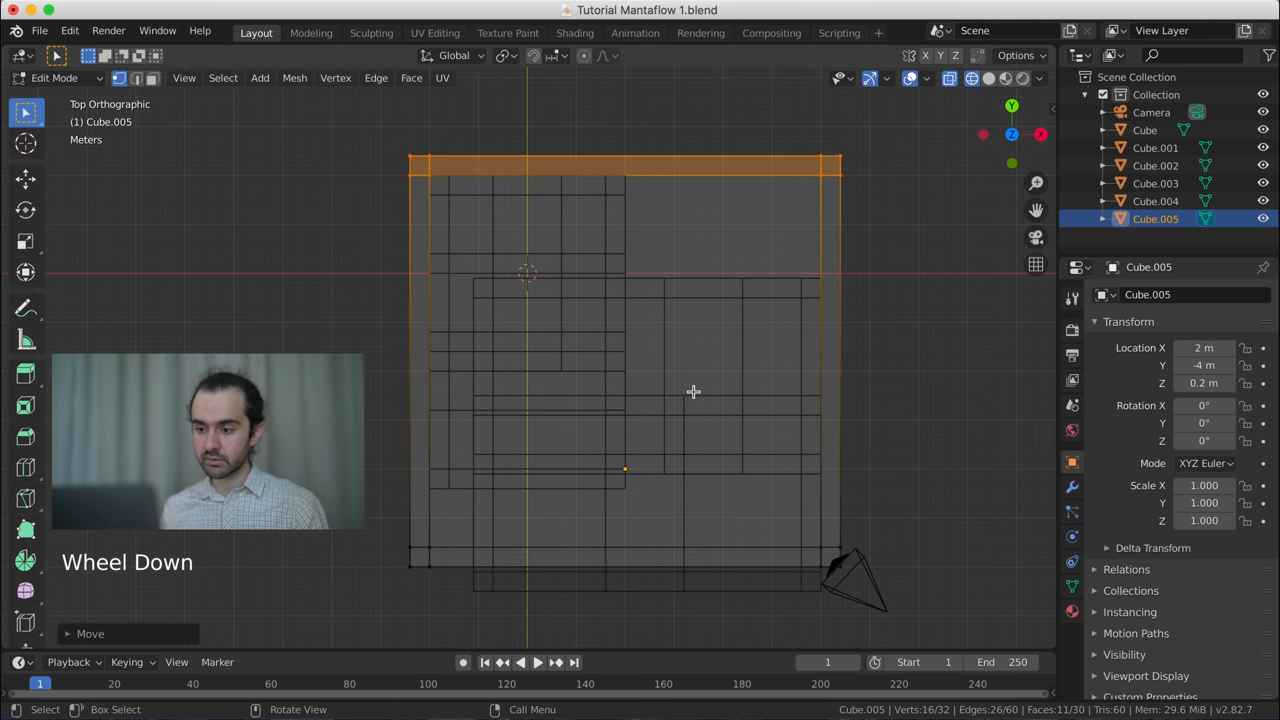 Tutorial Mantaflow 1.blend
File Edit Render Window Help Layout Modeling Sculpting UV Editing Texture Paint Shading Animation Rendering Compositing Scripting + Scene View Layer
Global X Y Z Options
Edit Mode View Select Add Mesh Vertex Edge Face UV
Top Orthographic
(1) Cube.005
Meters
Y
Z X
Scene Collection
Collection
Camera
Cube
Cube.001
Cube.002
Cube.003
Cube.004
Cube.005
Cube.005
Cube.005
Transform
Location X 2 m
Y -4 m
Z 0.2 m
Rotation X 0°
Y 0°
Z 0°
Mode XYZ Euler
Scale X 1.000
Y 1.000
Z 1.000
Delta Transform
Relations
Collections
Instancing
Motion Paths
Visibility
Viewport Display
Custom Properties
Wheel Down
Move
Playback Keying View Marker 1 Start 1 End 250
1 20 40 60 80 100 120 140 160 180 200 220 240
Select Box Select Rotate View Call Menu Cube.005 | Verts:16/32 | Edges:26/60 | Faces:11/30 | Tris:60 | Mem: 29.6 MiB | v2.82.7